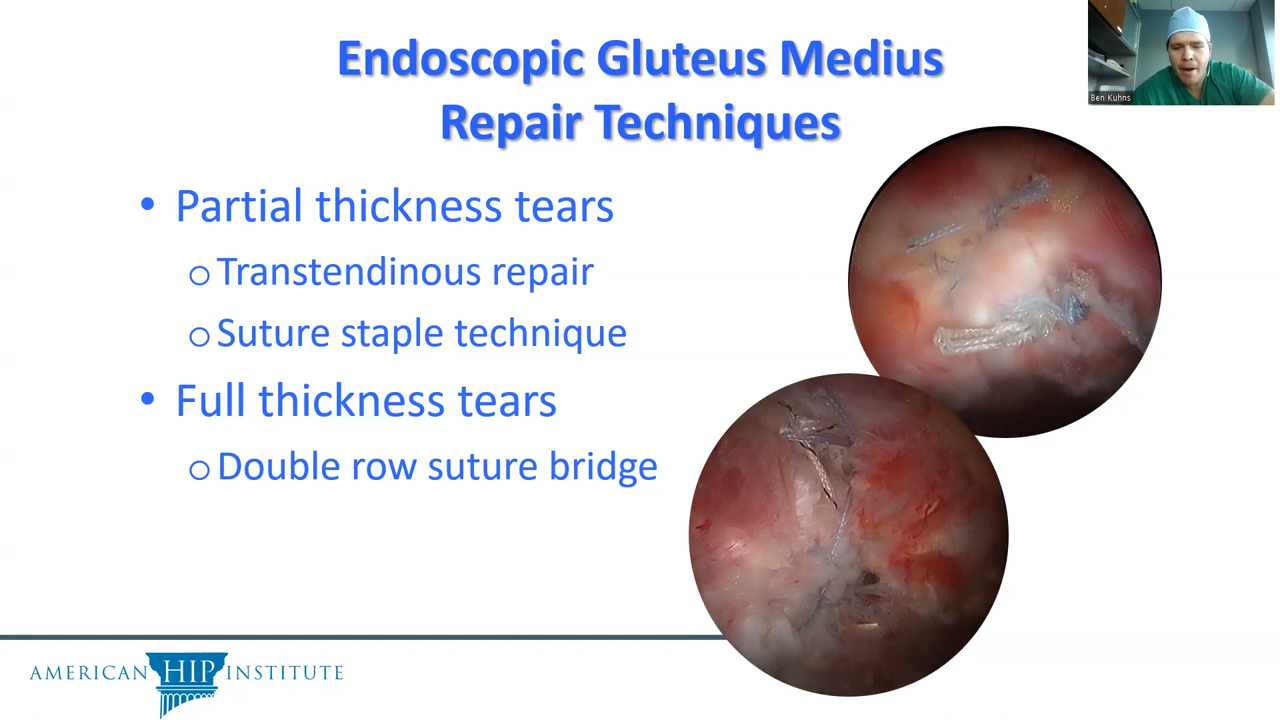 Endoscopic Gluteus Medius
Repair Techniques
Ben Kuhns
• Partial thickness tears
o Transtendinous repair
o Suture staple technique
• Full thickness tears
o Double row suture bridge
AMERICAN HIP INSTITUTE